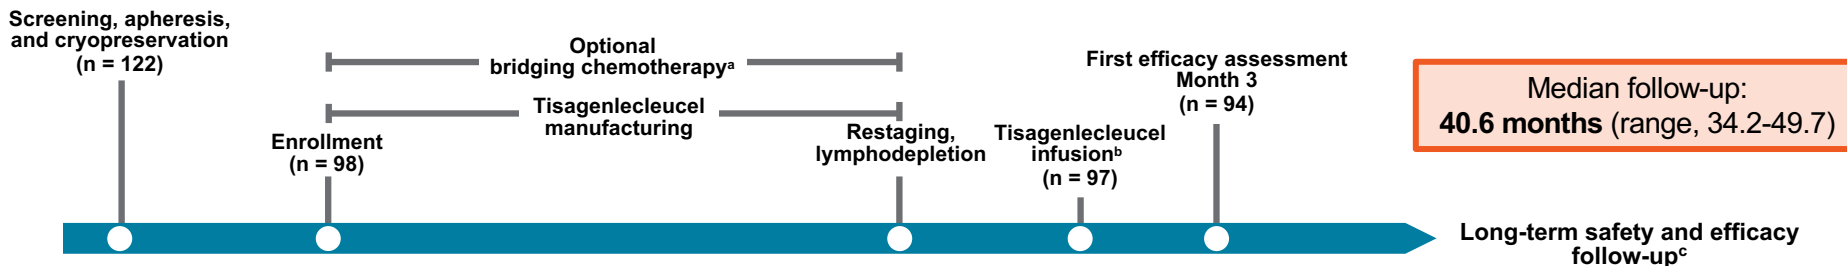 Screening, apheresis,
and cryopreservation
(n = 122)
Optional
bridging chemotherapyᵃ
Tisagenlecleucel
manufacturing
Enrollment
(n = 98)
Restaging,
lymphodepletion
Tisagenlecleucel
infusionᵇ
(n = 97)
First efficacy assessment
Month 3
(n = 94)
Median follow-up:
40.6 months (range, 34.2-49.7)
Long-term safety and efficacy
follow-upᶜ